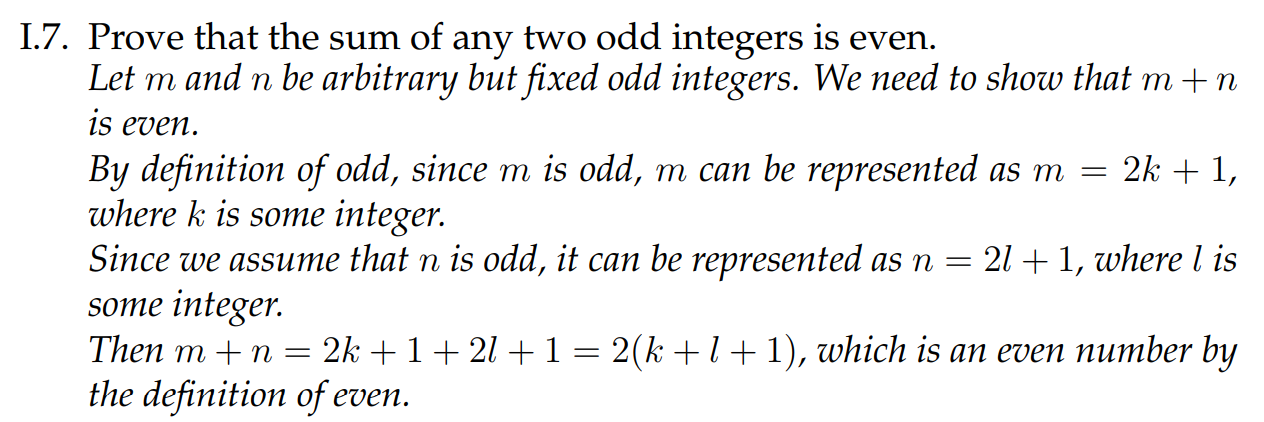 I.7. Prove that the sum of any two odd integers is even.
Let m and n be arbitrary but fixed odd integers. We need to show that m + n
is even.
By definition of odd, since m is odd, m can be represented as m = 2k + 1,
where k is some integer.
Since we assume that n is odd, it can be represented as n = 2l + 1, where l is
some integer.
Then m + n = 2k + 1 + 2l + 1 = 2(k + l + 1), which is an even number by
the definition of even.